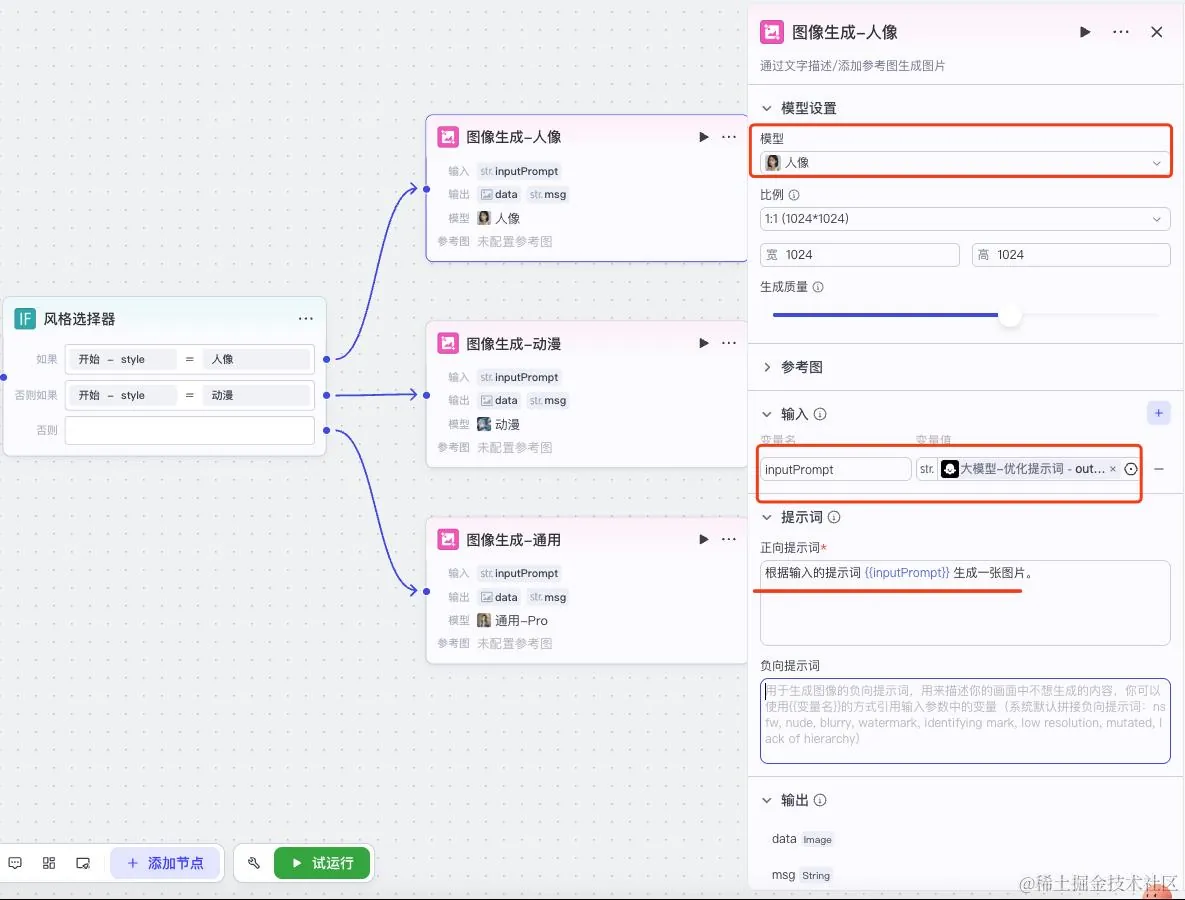 图像生成-人像
输入 str. inputPrompt
输出 data str. msg
模型 人像
参考图 未配置参考图
IF 风格选择器
如果 开始 - style = 人像
否则如果 开始 - style = 动漫
否则
图像生成-动漫
输入 str. inputPrompt
输出 data str. msg
模型 动漫
参考图 未配置参考图
图像生成-通用
输入 str. inputPrompt
输出 data str. msg
模型 通用-Pro
参考图 未配置参考图
添加节点
试运行
图像生成-人像
通过文字描述/添加参考图生成图片
模型设置
模型
人像
比例
1:1 (1024*1024)
宽 1024 高 1024
生成质量
参考图
输入
变量名 变量值
inputPrompt str. 大模型-优化提示词 - out...
提示词
正向提示词*
根据输入的提示词 {{inputPrompt}} 生成一张图片。
负向提示词
用于生成图像的负向提示词，用来描述你的画面中不想生成的内容，你可以
使用{{变量名}}的方式引用输入参数中的变量（系统默认拼接负向提示词：ns
fw, nude, blurry, watermark, identifying mark, low resolution, mutated, l
ack of hierarchy）
输出
data Image
msg String
@稀土掘金技术社区